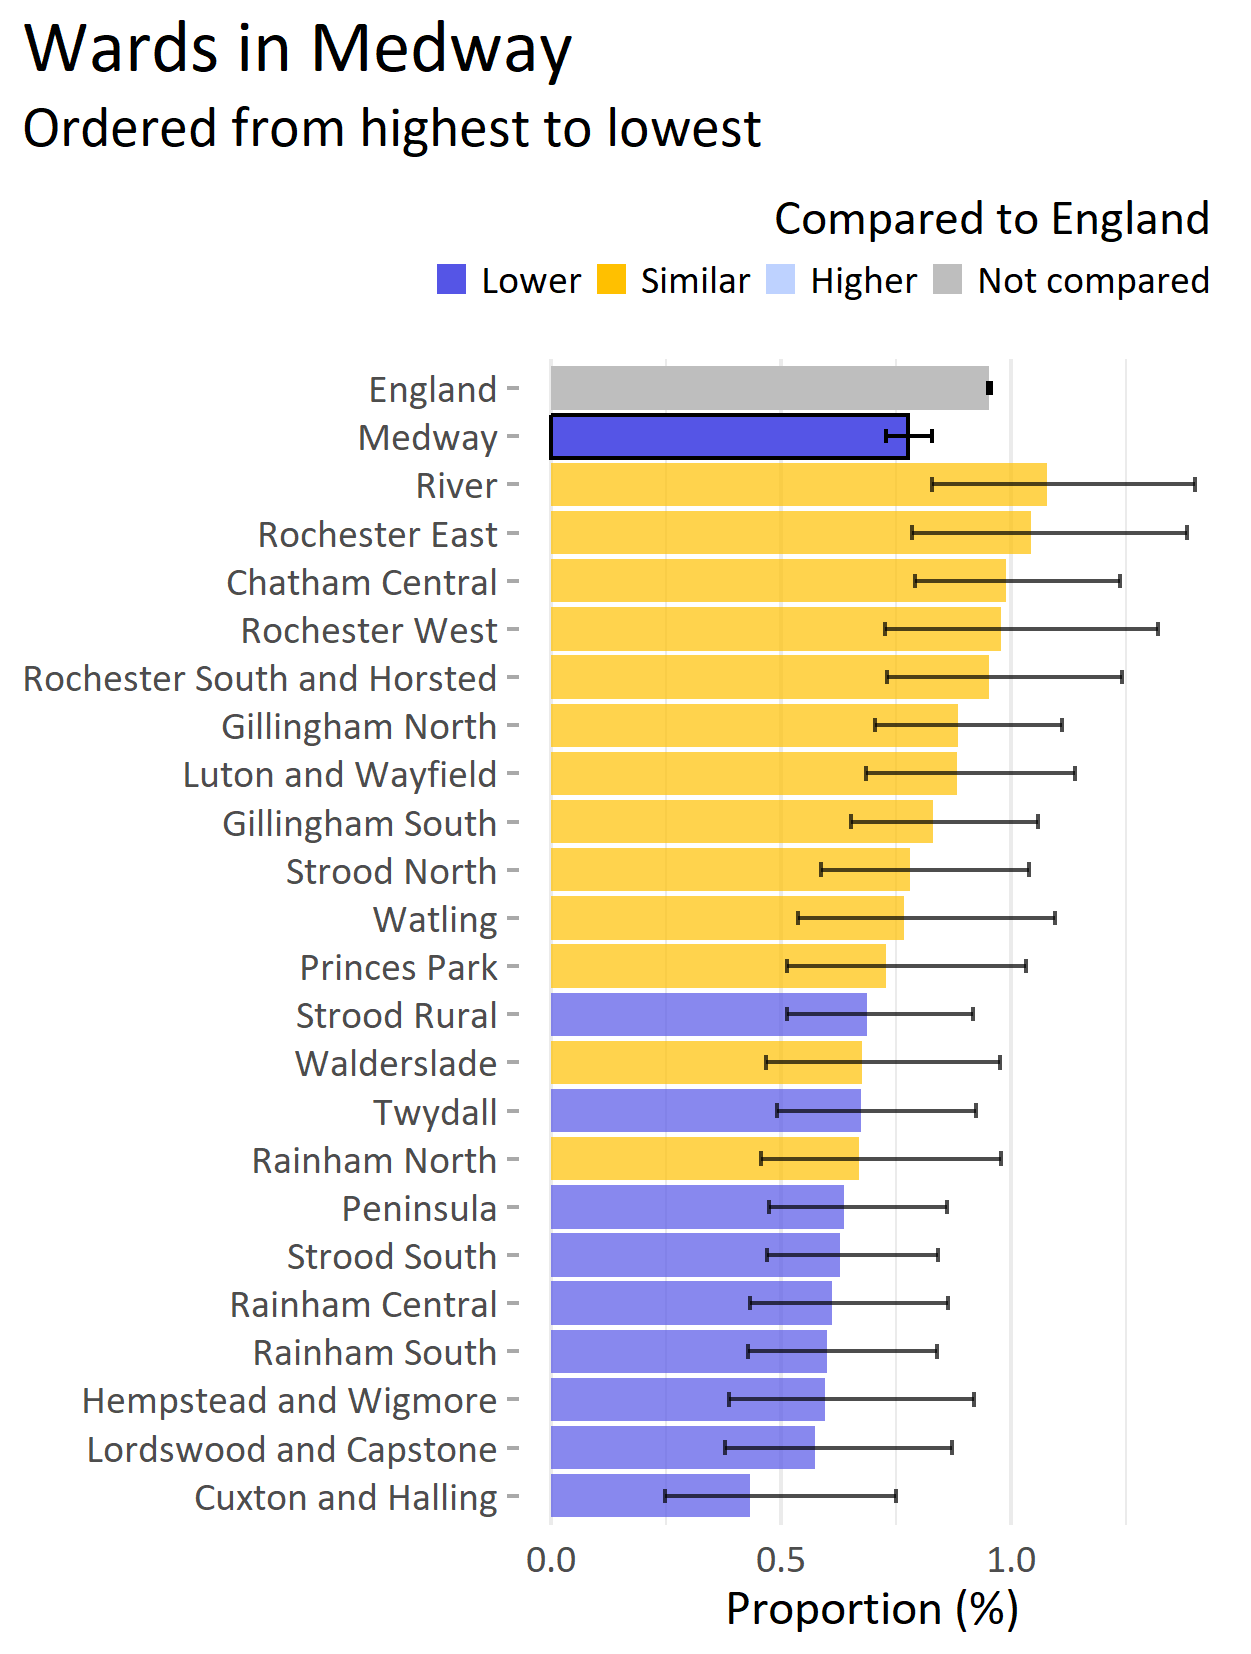 Wards in Medway
Ordered from highest to lowest
Compared to England
Lower Similar Higher Not compared
England
Medway
River
Rochester East
Chatham Central
Rochester West
Rochester South and Horsted
Gillingham North
Luton and Wayfield
Gillingham South
Strood North
Watling
Princes Park
Strood Rural
Walderslade
Twydall
Rainham North
Peninsula
Strood South
Rainham Central
Rainham South
Hempstead and Wigmore
Lordswood and Capstone
Cuxton and Halling
0.0 0.5 1.0
Proportion (%)